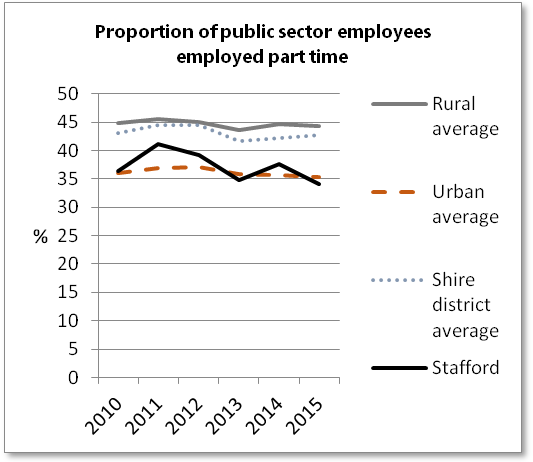 Proportion of public sector employees
employed part time
50
45
40
35
30
25
20
15
10
5
0
%
2010
2011
2012
2013
2014
2015
Rural
average
Urban
average
Shire
district
average
Stafford